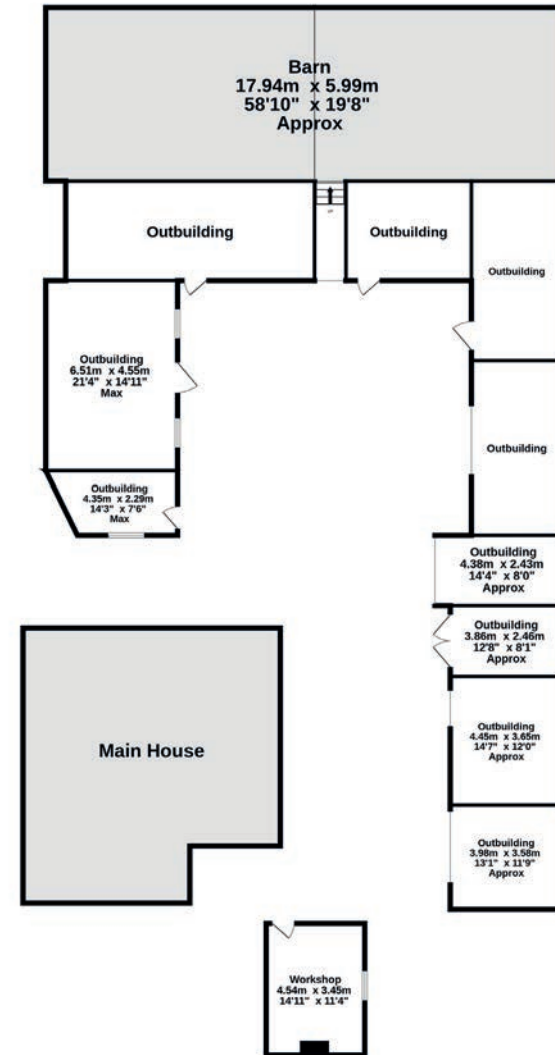 Barn
17.94m x 5.99m
58'10" x 19'8"
Approx
Outbuilding
Outbuilding
Outbuilding
Outbuilding
6.51m x 4.55m
21'4" x 14'11"
Max
Outbuilding
Outbuilding
4.35m x 2.29m
14'3" x 7'6"
Max
Outbuilding
4.38m x 2.43m
14'4" x 8'0"
Approx
Outbuilding
3.86m x 2.46m
12'8" x 8'1"
Approx
Main House
Outbuilding
4.45m x 3.65m
14'7" x 12'0"
Approx
Outbuilding
3.98m x 3.58m
13'1" x 11'9"
Approx
Workshop
4.54m x 3.45m
14'11" x 11'4"